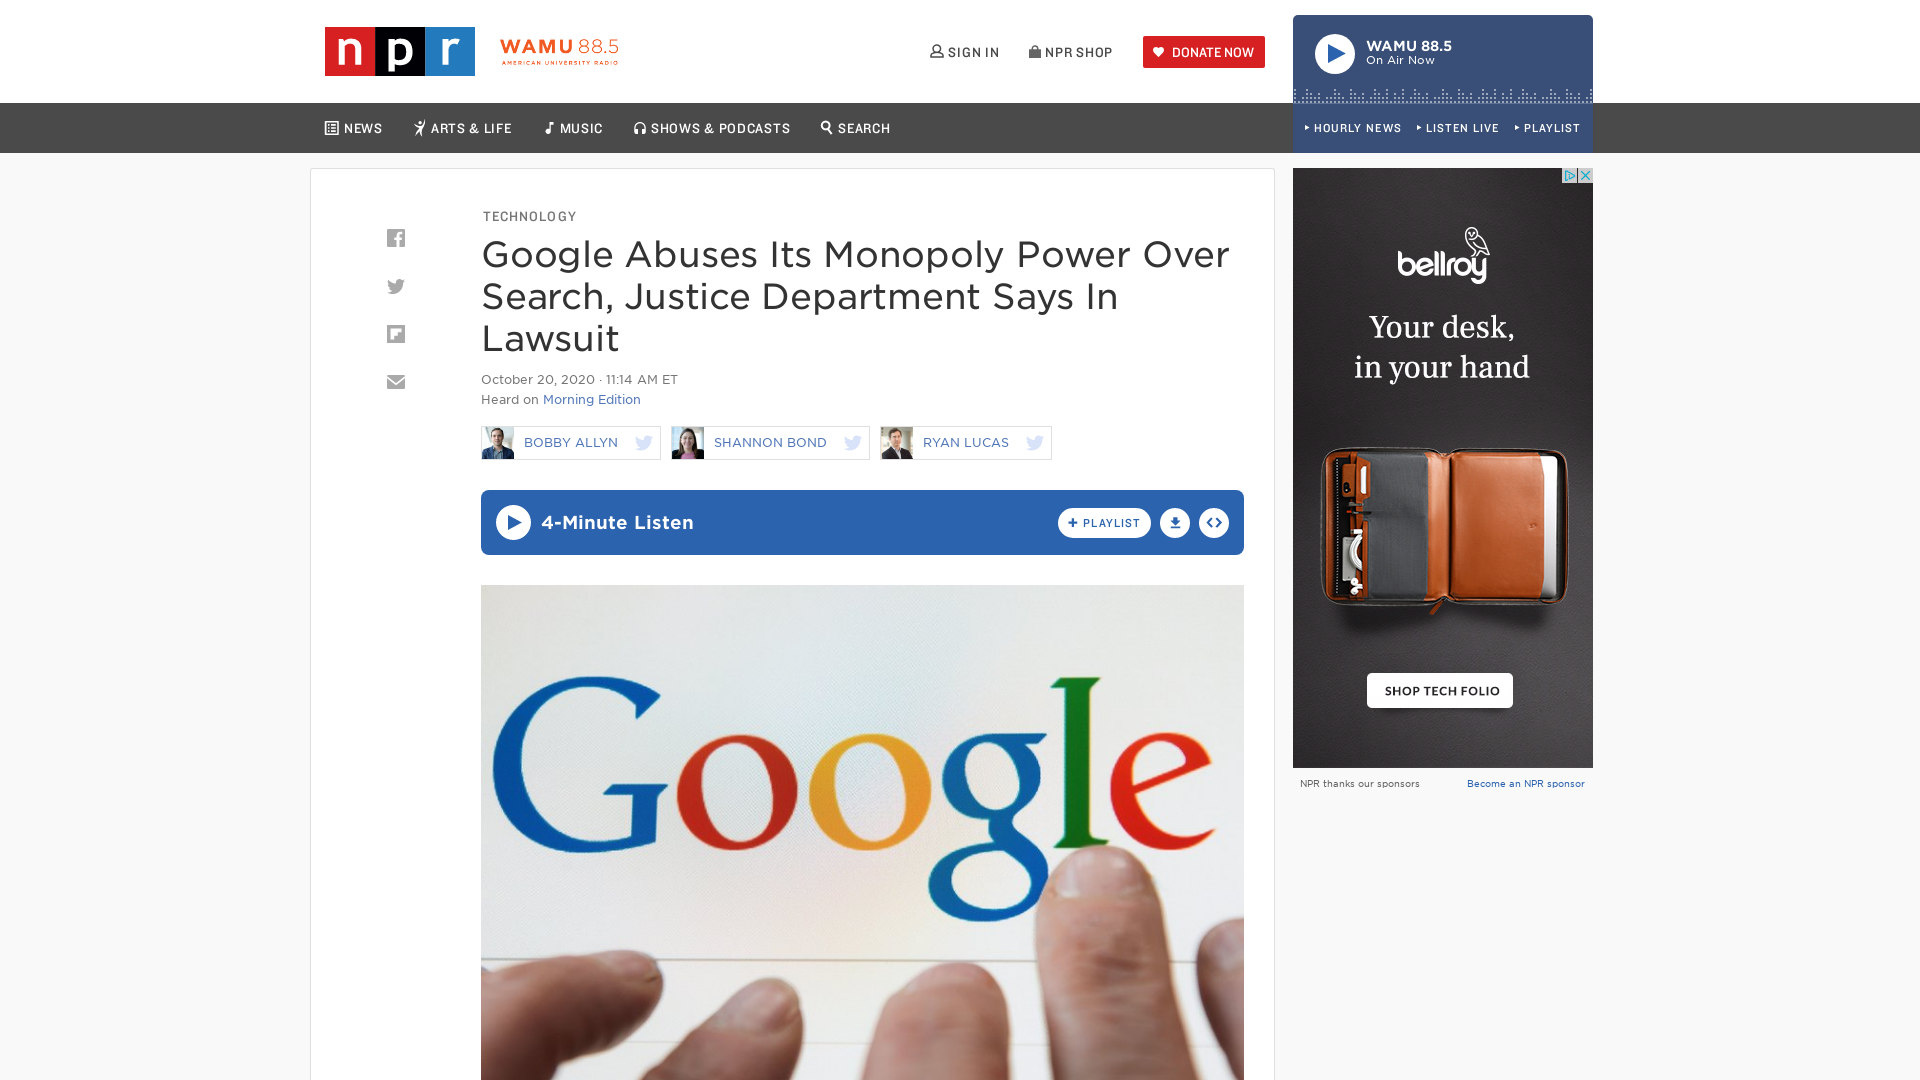 npr
WAMU 88.5
AMERICAN UNIVERSITY RADIO
SIGN IN
NPR SHOP
DONATE NOW
WAMU 88.5
On Air Now
NEWS
ARTS & LIFE
MUSIC
SHOWS & PODCASTS
SEARCH
HOURLY NEWS
LISTEN LIVE
PLAYLIST
TECHNOLOGY
Google Abuses Its Monopoly Power Over
Search, Justice Department Says In
Lawsuit
October 20, 2020 · 11:14 AM ET
Heard on Morning Edition
BOBBY ALLYN
SHANNON BOND
RYAN LUCAS
4-Minute Listen
+ PLAYLIST
Google
bellroy
Your desk,
in your hand
SHOP TECH FOLIO
NPR thanks our sponsors
Become an NPR sponsor